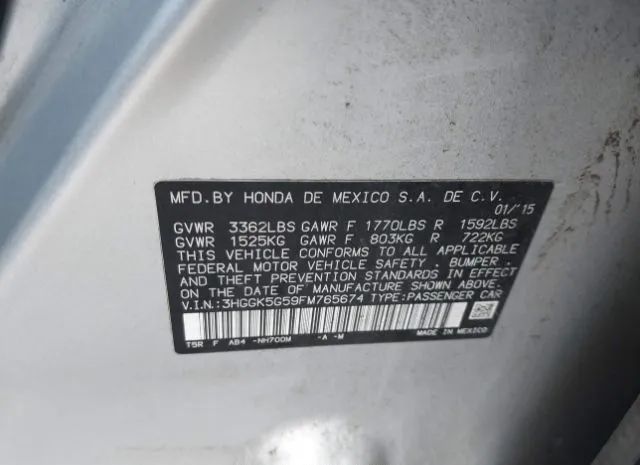 MFD.BY HONDA DE MEXICO S.A. DE C.V.
01/'15
GVWR 3362LBS GAWR F 1770LBS R 1592LBS
GVWR 1525KG GAWR F 803KG R 722KG
THIS VEHICLE CONFORMS TO ALL APPLICABLE
FEDERAL MOTOR VEHICLE SAFETY, BUMPER,
AND THEFT PREVENTION STANDARDS IN EFFECT
ON THE DATE OF MANUFACTURE SHOWN ABOVE.
V.I.N.:3HGGK5G59FM765674 TYPE:PASSENGER CAR
T5R F AB4 -NH700M -A -M
MADE IN MEXICO